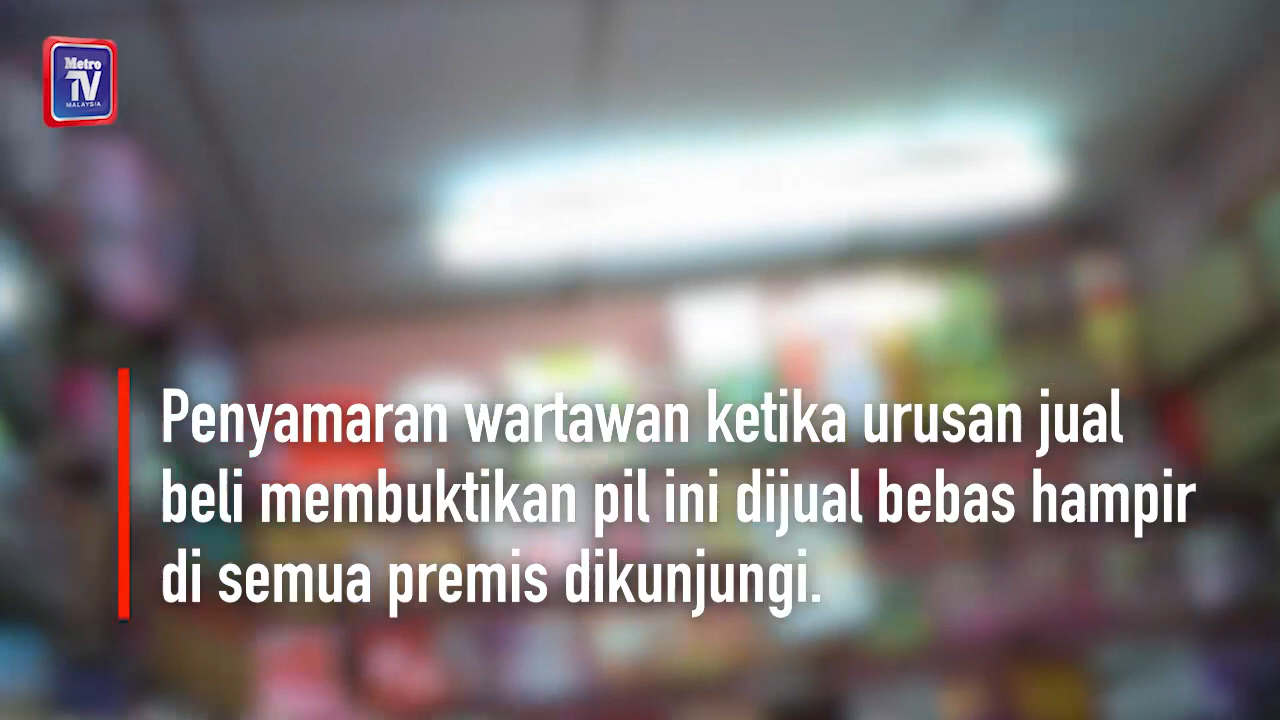 Metro
TV
MALAYSIA
Penyamaran wartawan ketika urusan jual
beli membuktikan pil ini dijual bebas hampir
di semua premis dikunjungi.